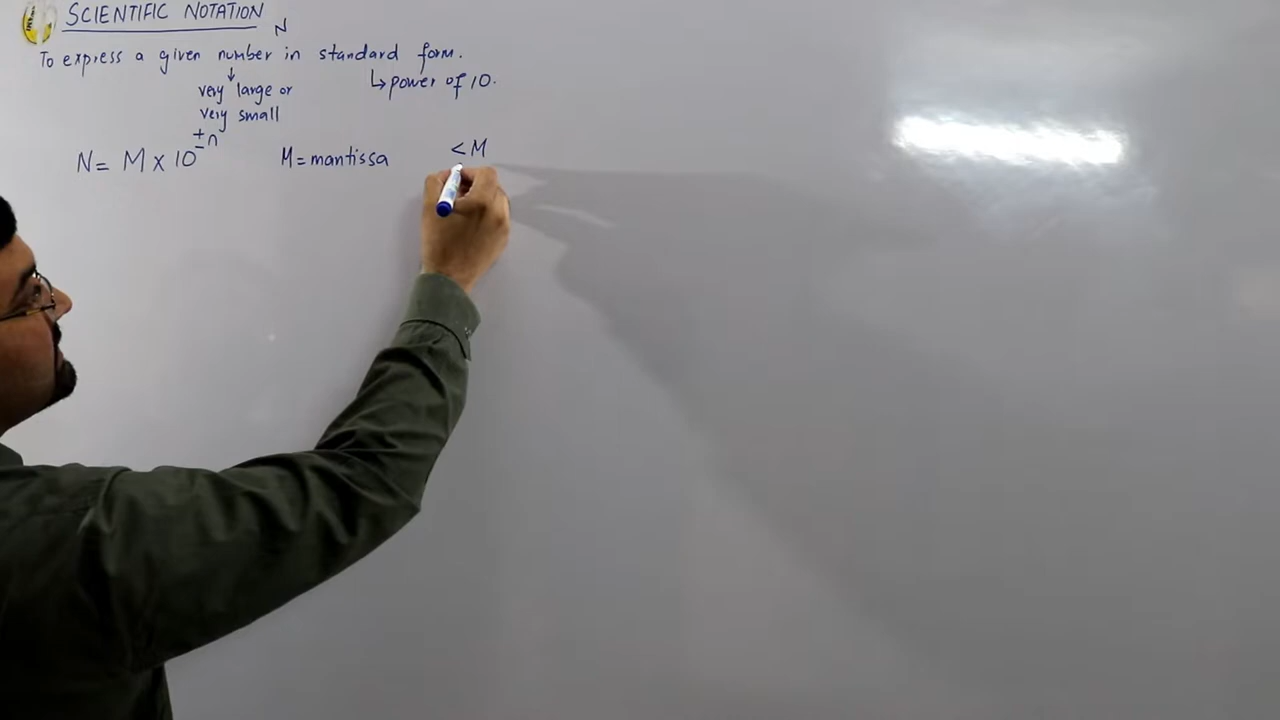 SCIENTIFIC NOTATION
N
To express a given number in standard form.
↓ ↳ power of 10.
very large or
very small
N = M × 10^±n M = mantissa < M